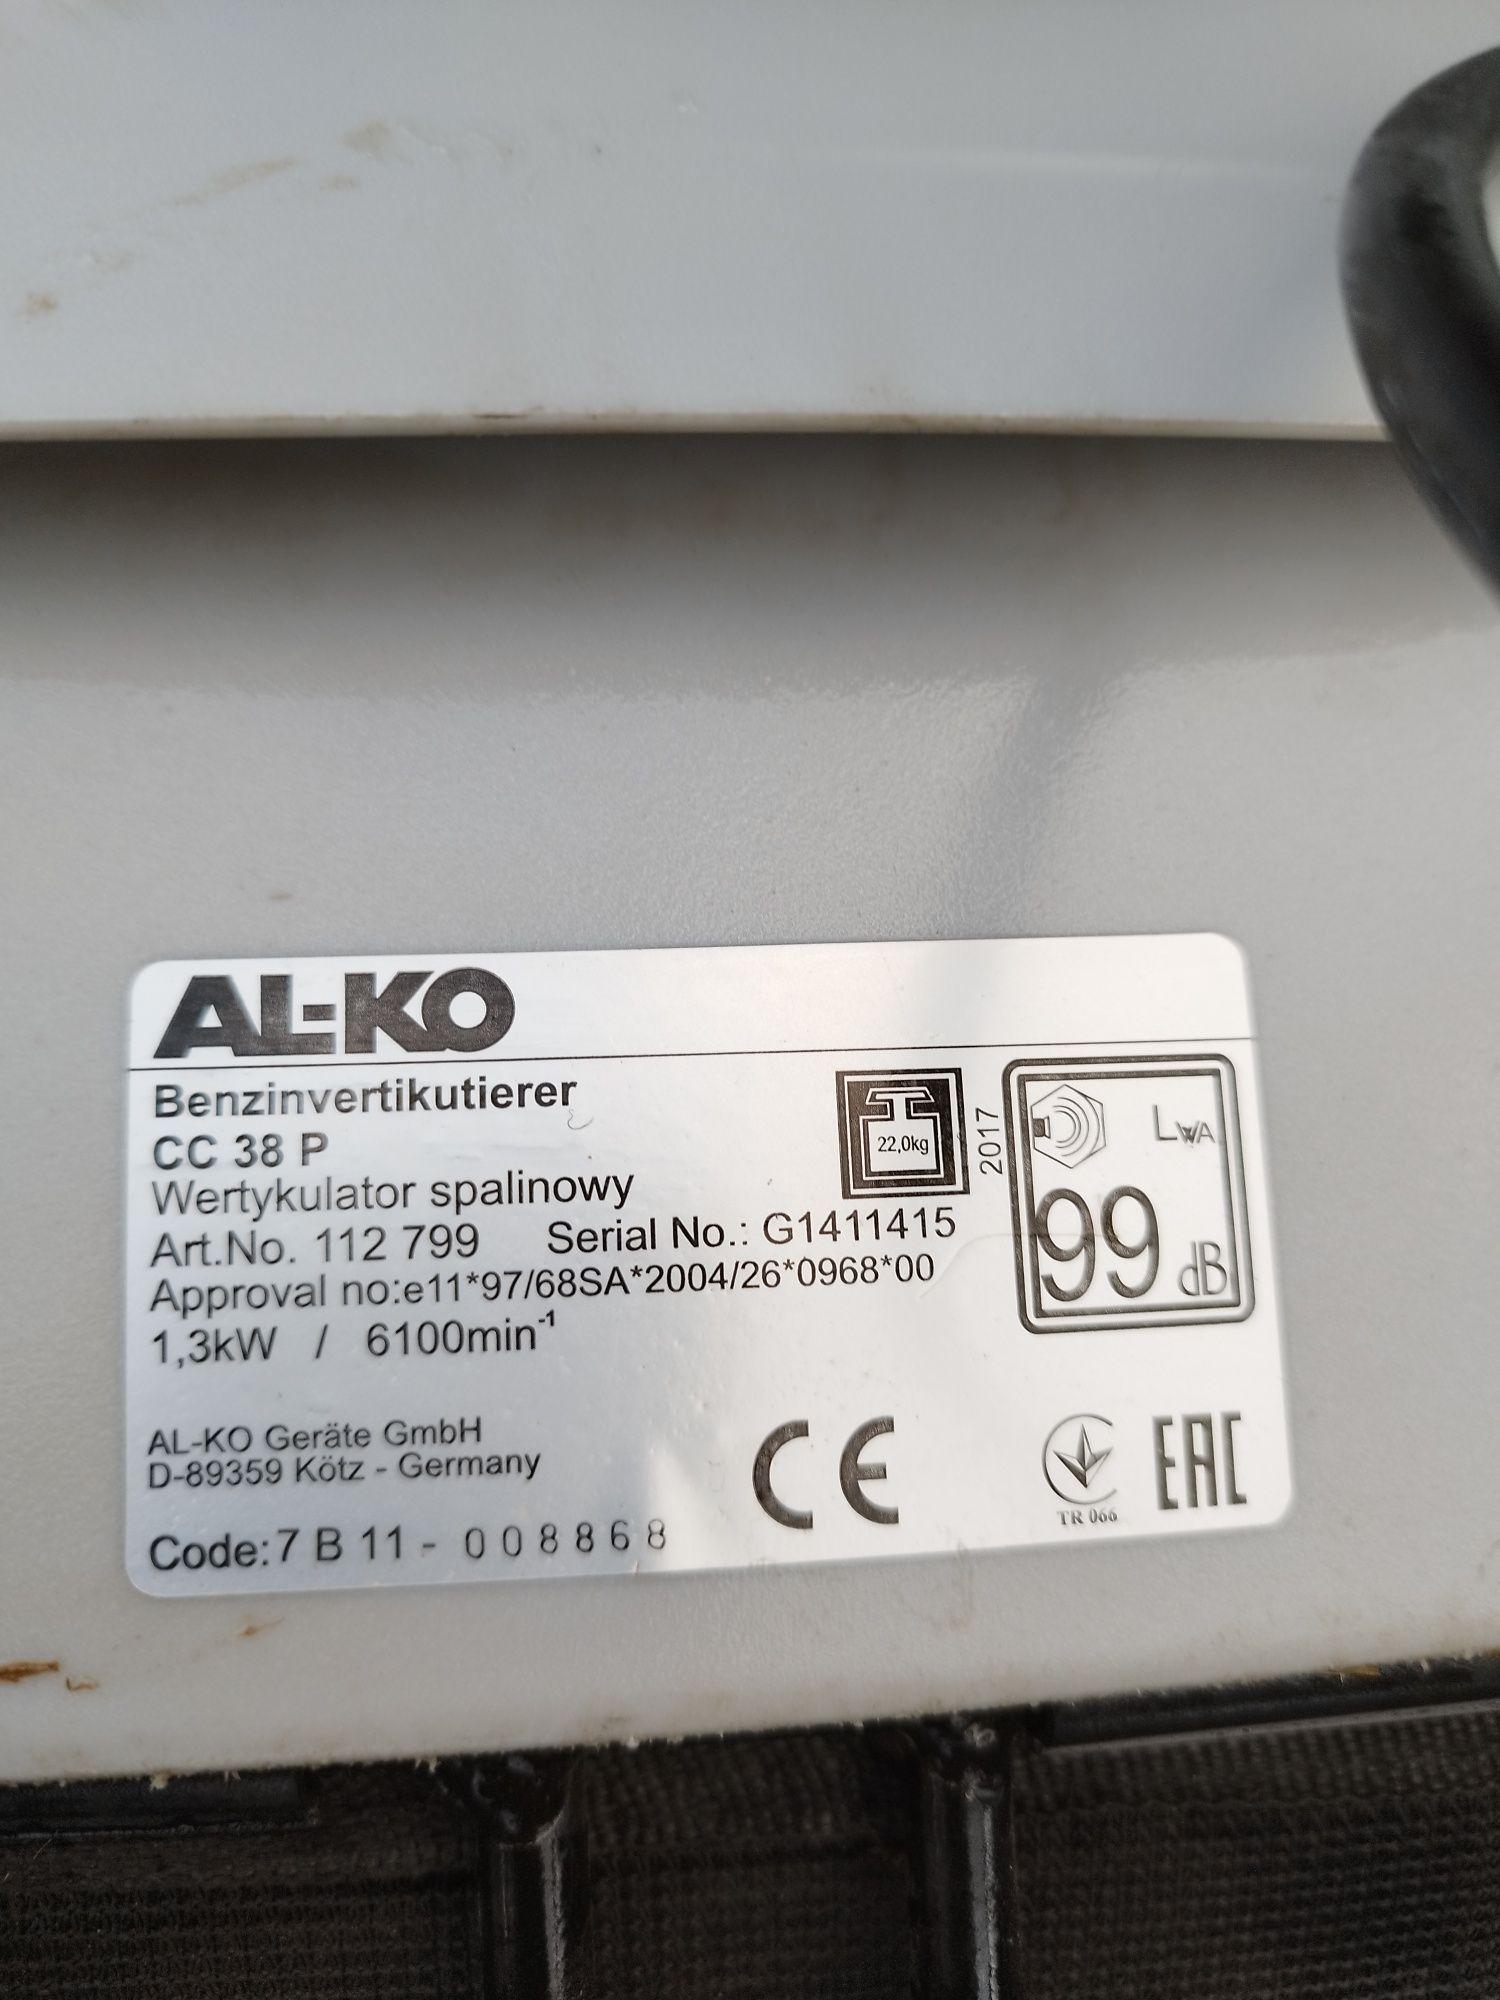 AL-KO
Benzinvertikutierer
CC 38 P
Wertykulator spalinowy
22,0kg
2017
LWA
99 dB
Art.No. 112 799 Serial No.: G1411415
Approval no:e11*97/68SA*2004/26*0968*00
1,3kW / 6100min⁻¹
AL-KO Geräte GmbH
D-89359 Kötz - Germany
CE
TR 066
EAC
Code:7 B 11 - 008868